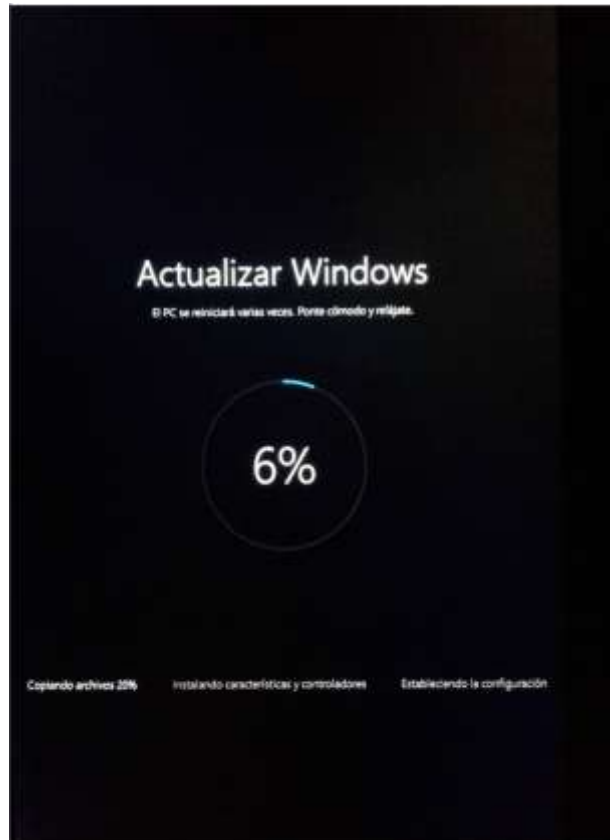 Actualizar Windows
El PC se reiniciará varias veces. Ponte cómodo y relájate.
6%
Copiando archivos 20%
Instalando características y controladores
Estableciendo la configuración